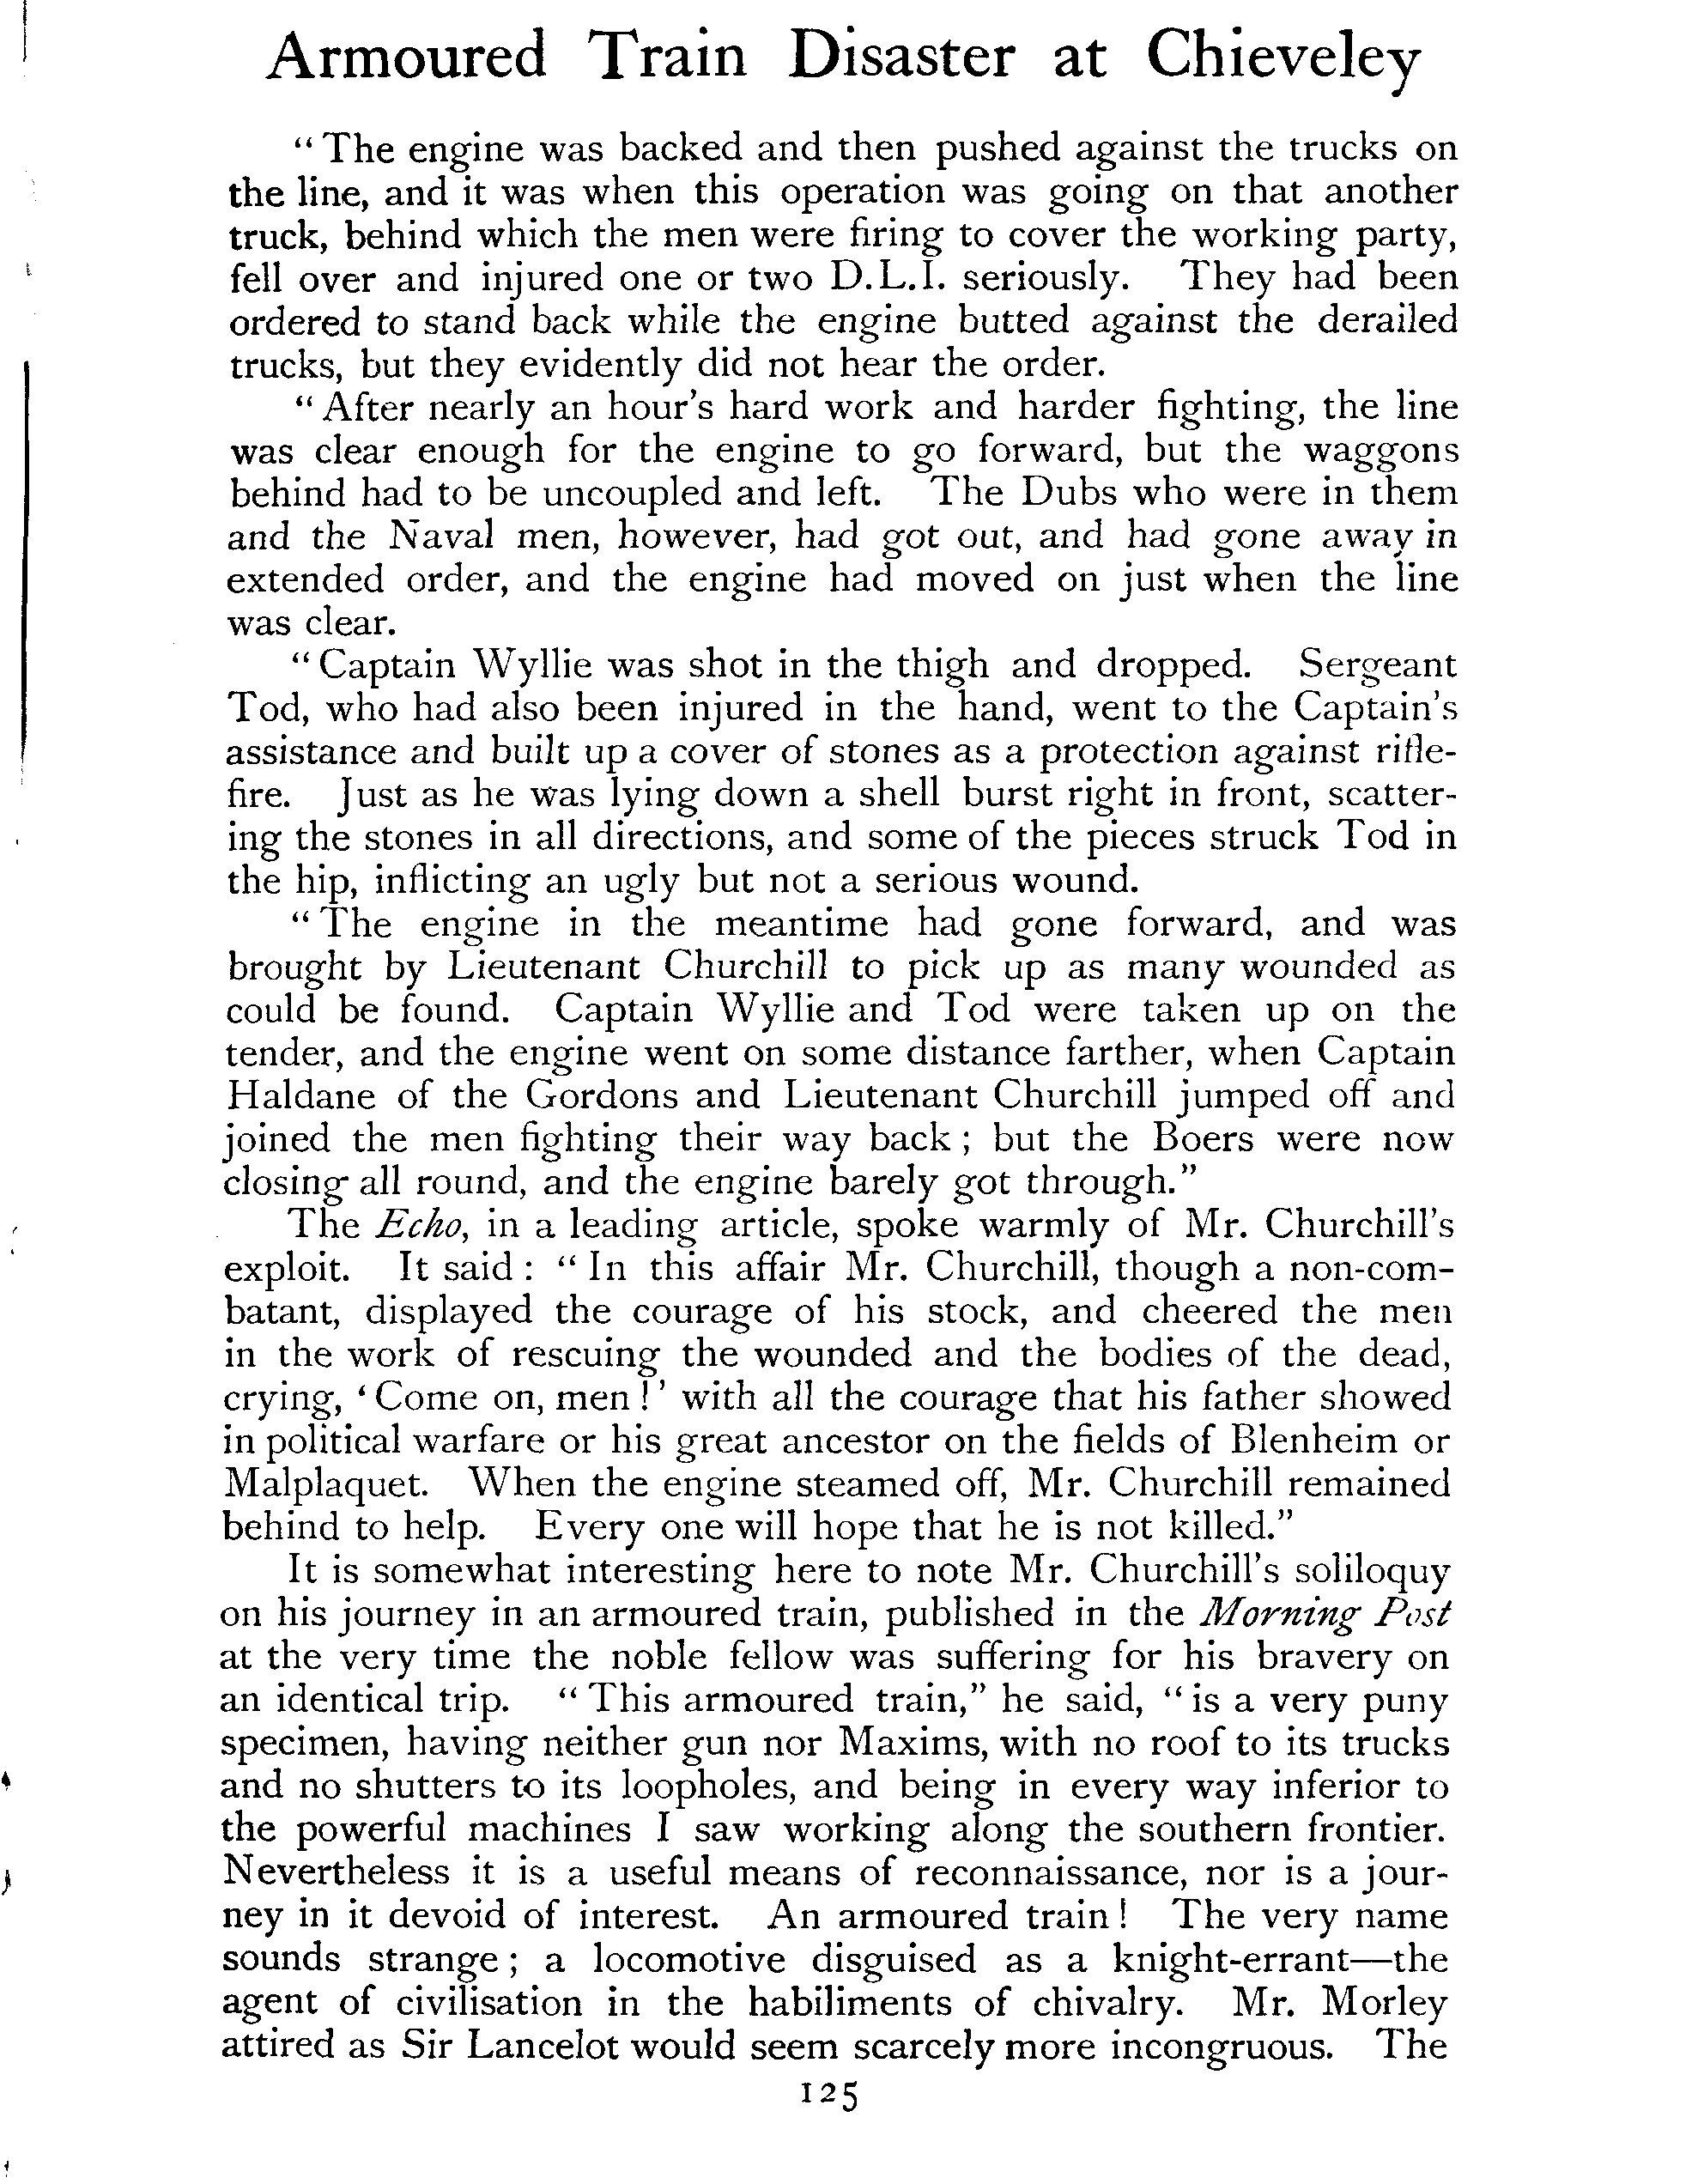 Armoured Train Disaster at Chieveley
“ The engine was backed and then pushed against the trucks on
the line, and it was when this operation was going on that another
truck, behind which the men were firing to cover the working party,
fell over and injured one or two D.L.I. seriously. They had been
ordered to stand back while the engine butted against the derailed
trucks, but they evidently did not hear the order.
“ After nearly an hour's hard work and harder fighting, the line
was clear enough for the engine to go forward, but the waggons
behind had to be uncoupled and left. The Dubs who were in them
and the Naval men, however, had got out, and had gone away in
extended order, and the engine had moved on just when the line
was clear.
“ Captain Wyllie was shot in the thigh and dropped. Sergeant
Tod, who had also been injured in the hand, went to the Captain's
assistance and built up a cover of stones as a protection against rifle-
fire. Just as he was lying down a shell burst right in front, scatter-
ing the stones in all directions, and some of the pieces struck Tod in
the hip, inflicting an ugly but not a serious wound.
“ The engine in the meantime had gone forward, and was
brought by Lieutenant Churchill to pick up as many wounded as
could be found. Captain Wyllie and Tod were taken up on the
tender, and the engine went on some distance farther, when Captain
Haldane of the Gordons and Lieutenant Churchill jumped off and
joined the men fighting their way back ; but the Boers were now
closing all round, and the engine barely got through.”
The Echo, in a leading article, spoke warmly of Mr. Churchill's
exploit. It said : “ In this affair Mr. Churchill, though a non-com-
batant, displayed the courage of his stock, and cheered the men
in the work of rescuing the wounded and the bodies of the dead,
crying, ‘ Come on, men ! ’ with all the courage that his father showed
in political warfare or his great ancestor on the fields of Blenheim or
Malplaquet. When the engine steamed off, Mr. Churchill remained
behind to help. Every one will hope that he is not killed.”
It is somewhat interesting here to note Mr. Churchill's soliloquy
on his journey in an armoured train, published in the Morning Post
at the very time the noble fellow was suffering for his bravery on
an identical trip. “ This armoured train,” he said, “ is a very puny
specimen, having neither gun nor Maxims, with no roof to its trucks
and no shutters to its loopholes, and being in every way inferior to
the powerful machines I saw working along the southern frontier.
Nevertheless it is a useful means of reconnaissance, nor is a jour-
ney in it devoid of interest. An armoured train ! The very name
sounds strange ; a locomotive disguised as a knight-errant—the
agent of civilisation in the habiliments of chivalry. Mr. Morley
attired as Sir Lancelot would seem scarcely more incongruous. The
125